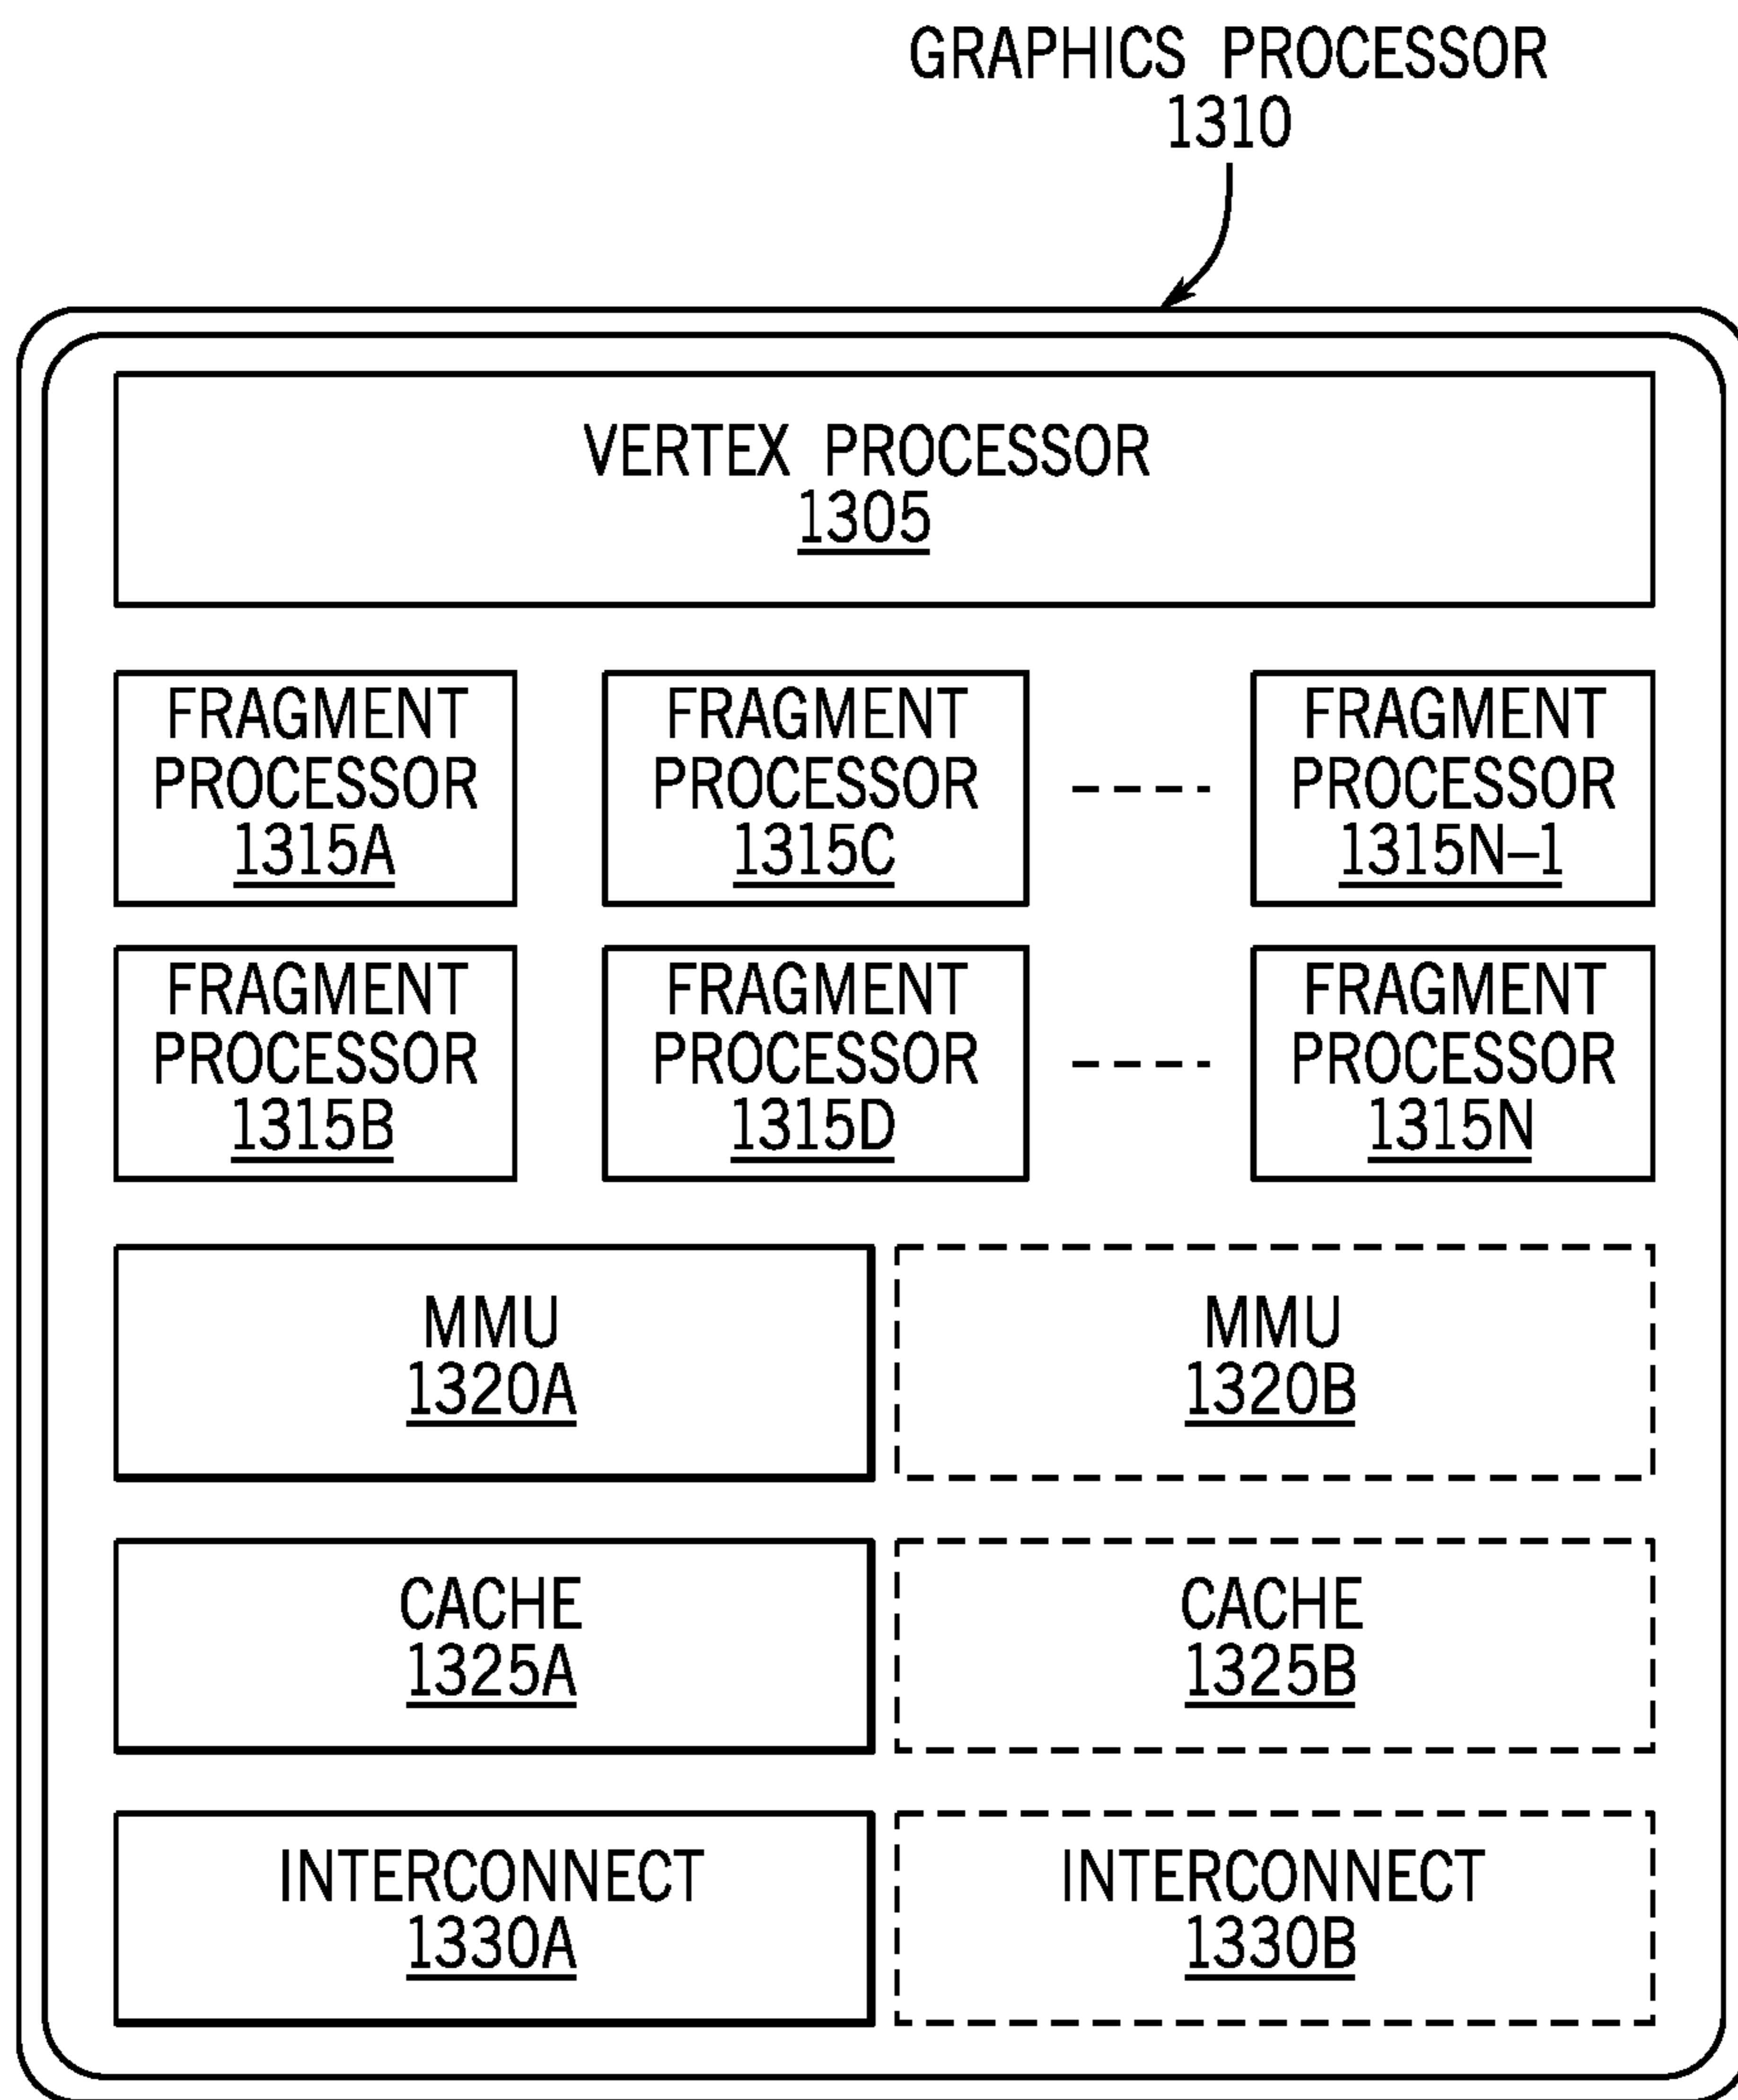 GRAPHICS PROCESSOR
1310
VERTEX PROCESSOR
1305
FRAGMENT
PROCESSOR
1315A
FRAGMENT
PROCESSOR
1315C
FRAGMENT
PROCESSOR
1315N–1
FRAGMENT
PROCESSOR
1315B
FRAGMENT
PROCESSOR
1315D
FRAGMENT
PROCESSOR
1315N
MMU
1320A
MMU
1320B
CACHE
1325A
CACHE
1325B
INTERCONNECT
1330A
INTERCONNECT
1330B